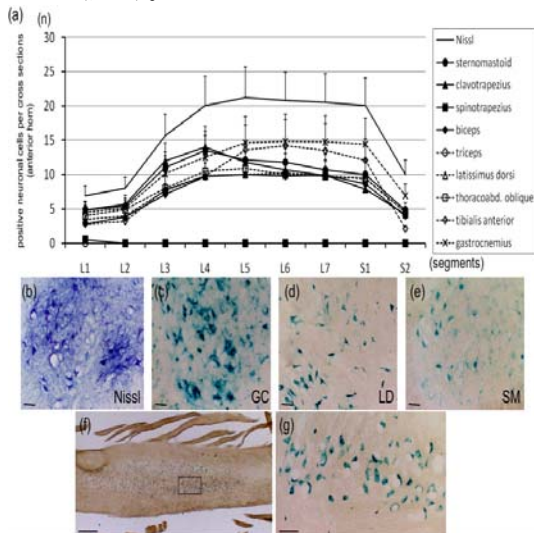 (a)
(n)
positive neuronal cells per cross sections
(anterior horn)
30
25
20
15
10
5
0
L1 L2 L3 L4 L5 L6 L7 S1 S2 (segments)
Nissl
sternomastoid
clavotrapezius
spinotrapezius
biceps
triceps
latissimus dorsi
thoracoabd. oblique
tibialis anterior
gastrocnemius
(b) (c) (d) (e)
Nissl GC LD SM
(f) (g)